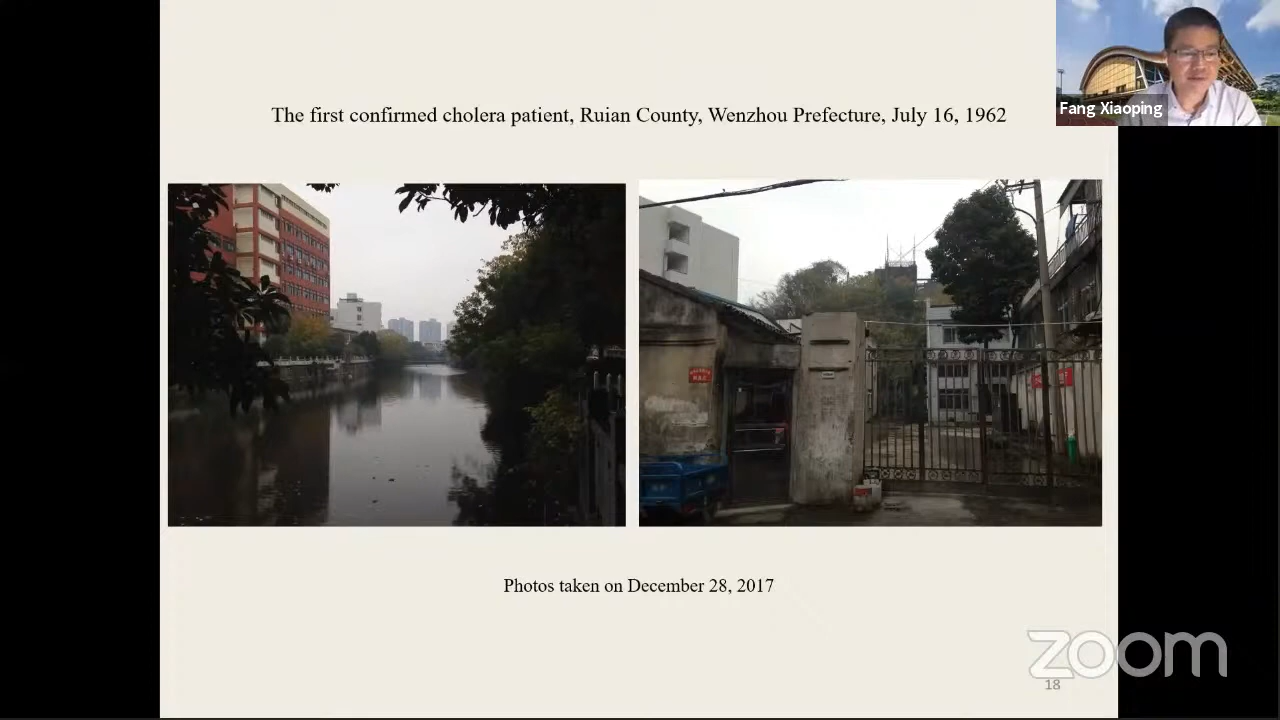 The first confirmed cholera patient, Ruian County, Wenzhou Prefecture, July 16, 1962
Fang Xiaoping
Photos taken on December 28, 2017
zoom
18